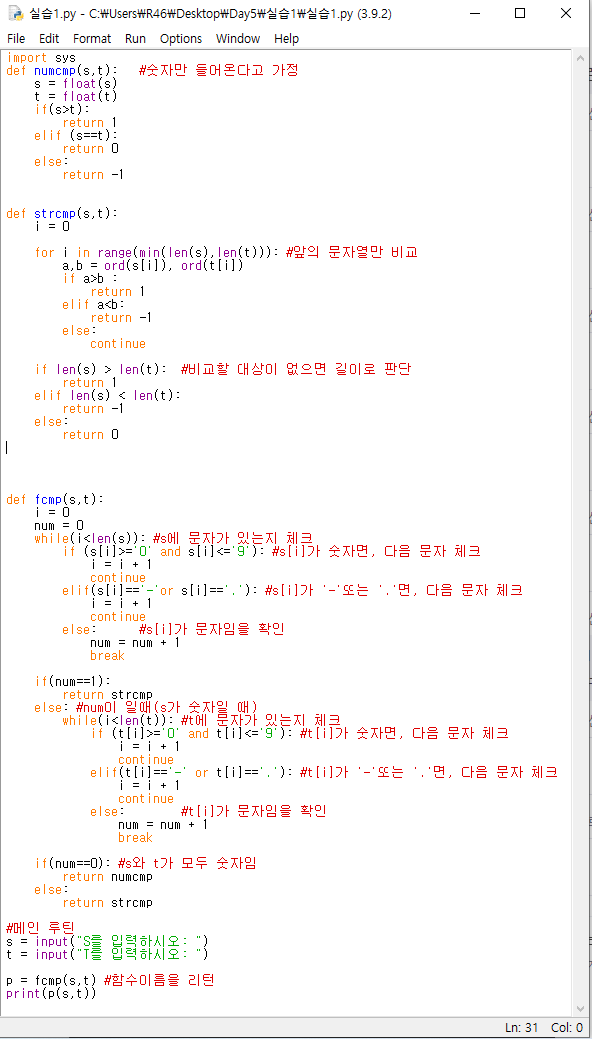 실습1.py - C:₩Users₩R46₩Desktop₩Day5₩실습1₩실습1.py (3.9.2)
File Edit Format Run Options Window Help
import sys
def numcmp(s,t):   #숫자만 들어온다고 가정
    s = float(s)
    t = float(t)
    if(s>t):
        return 1
    elif (s==t):
        return 0
    else:
        return -1
def strcmp(s,t):
    i = 0
    for i in range(min(len(s),len(t))): #앞의 문자열만 비교
        a,b = ord(s[i]), ord(t[i])
        if a>b :
            return 1
        elif a<b:
            return -1
        else:
            continue
    if len(s) > len(t):  #비교할 대상이 없으면 길이로 판단
        return 1
    elif len(s) < len(t):
        return -1
    else:
        return 0
def fcmp(s,t):
    i = 0
    num = 0
    while(i<len(s)): #s에 문자가 있는지 체크
        if (s[i]>='0' and s[i]<='9'): #s[i]가 숫자면, 다음 문자 체크
            i = i + 1
            continue
        elif(s[i]=='-'or s[i]=='.'): #s[i]가 '-'또는 '.'면, 다음 문자 체크
            i = i + 1
            continue
        else:      #s[i]가 문자임을 확인
            num = num + 1
            break
    if(num==1):
        return strcmp
    else: #num이 일때(s가 숫자일 때)
        while(i<len(t)): #t에 문자가 있는지 체크
            if (t[i]>='0' and t[i]<='9'): #t[i]가 숫자면, 다음 문자 체크
                i = i + 1
                continue
            elif(t[i]=='-' or t[i]=='.'): #t[i]가 '-'또는 '.'면, 다음 문자 체크
                i = i + 1
                continue
            else:        #t[i]가 문자임을 확인
                num = num + 1
                break
    if(num==0): #s와 t가 모두 숫자임
        return numcmp
    else:
        return strcmp
#메인 루틴
s = input("S를 입력하시오: ")
t = input("T를 입력하시오: ")
p = fcmp(s,t) #함수이름을 리턴
print(p(s,t))
Ln: 31 Col: 0